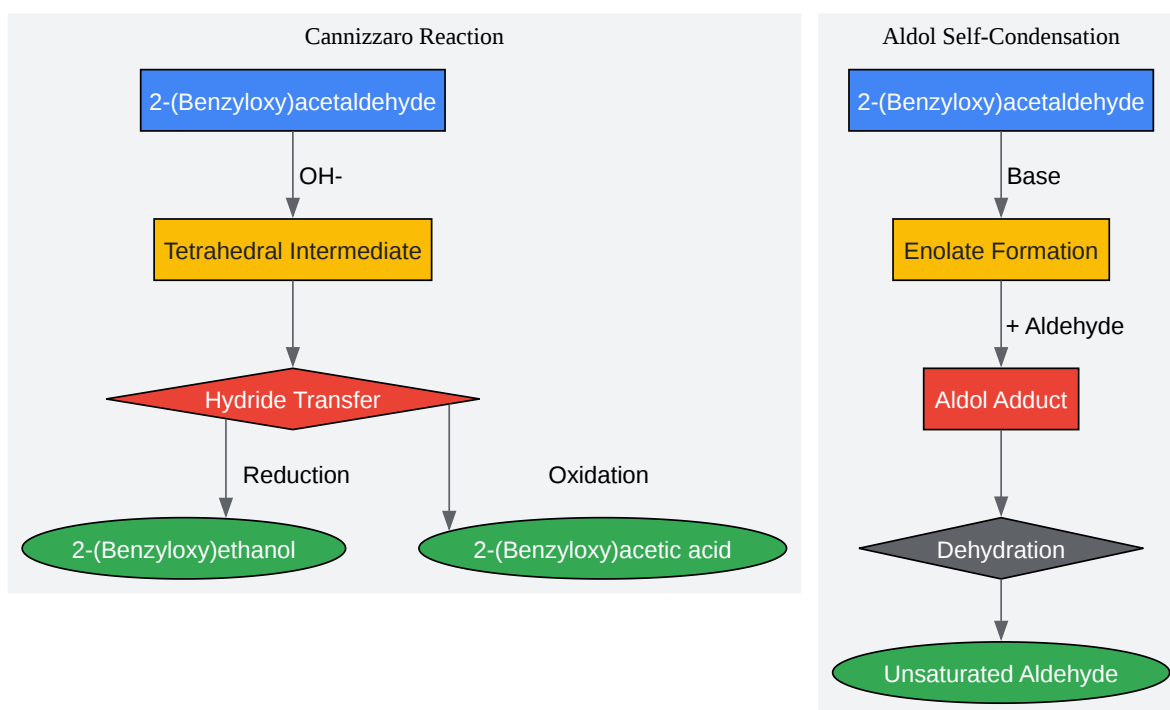 Cannizzaro Reaction
2-(Benzyloxy)acetaldehyde
OH-
Tetrahedral Intermediate
Hydride Transfer
Reduction
Oxidation
2-(Benzyloxy)ethanol
2-(Benzyloxy)acetic acid
Aldol Self-Condensation
2-(Benzyloxy)acetaldehyde
Base
Enolate Formation
+ Aldehyde
Aldol Adduct
Dehydration
Unsaturated Aldehyde